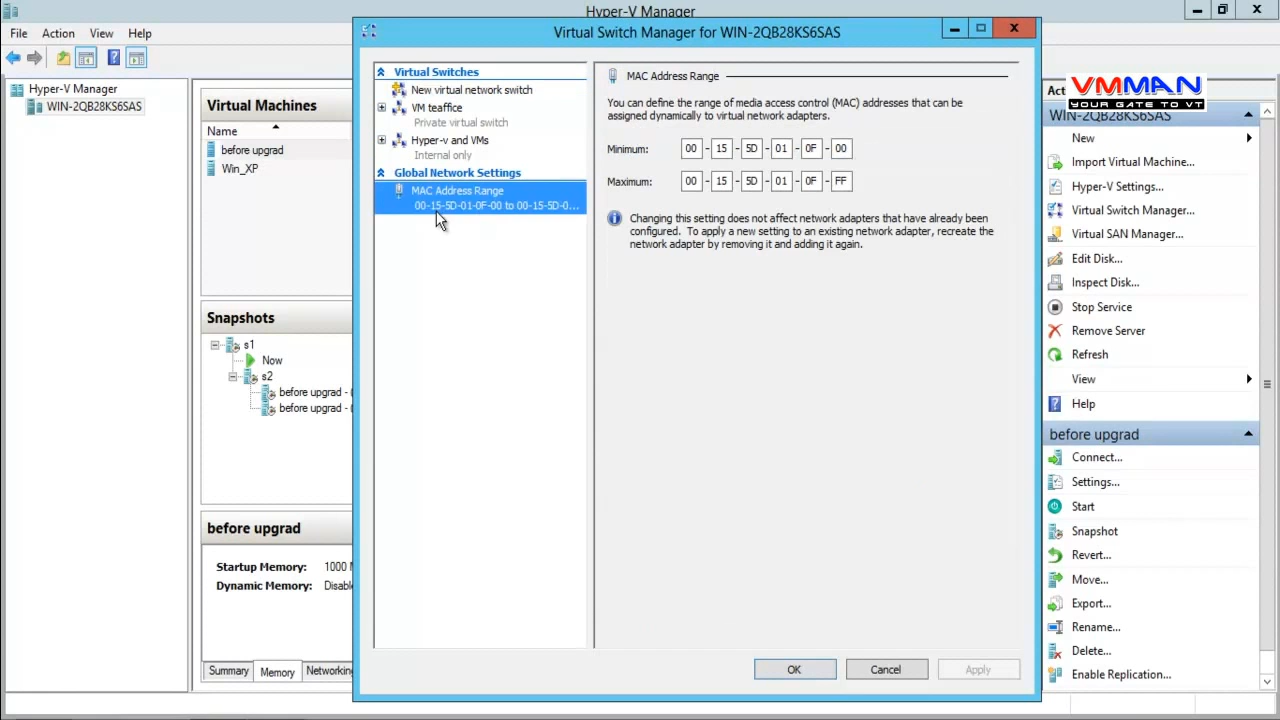 Hyper-V Manager
File Action View Help
Hyper-V Manager
WIN-2QB28KS6SAS
Virtual Machines
Name
before upgrad
Win_XP
Snapshots
s1
Now
s2
before upgrad - (
before upgrad - (
before upgrad
Startup Memory: 1000
Dynamic Memory: Disable
Summary Memory Networking
Virtual Switch Manager for WIN-2QB28KS6SAS
Virtual Switches
New virtual network switch
VM teaffice
Private virtual switch
Hyper-v and VMs
Internal only
Global Network Settings
MAC Address Range
00-15-5D-01-0F-00 to 00-15-5D-0...
MAC Address Range
You can define the range of media access control (MAC) addresses that can be
assigned dynamically to virtual network adapters.
Minimum: 00 - 15 - 5D - 01 - 0F - 00
Maximum: 00 - 15 - 5D - 01 - 0F - FF
Changing this setting does not affect network adapters that have already been
configured. To apply a new setting to an existing network adapter, recreate the
network adapter by removing it and adding it again.
OK Cancel Apply
Act
VMMAN
YOUR GATE TO VT
WIN-2QB28KS6SAS
New
Import Virtual Machine...
Hyper-V Settings...
Virtual Switch Manager...
Virtual SAN Manager...
Edit Disk...
Inspect Disk...
Stop Service
Remove Server
Refresh
View
Help
before upgrad
Connect...
Settings...
Start
Snapshot
Revert...
Move...
Export...
Rename...
Delete...
Enable Replication...